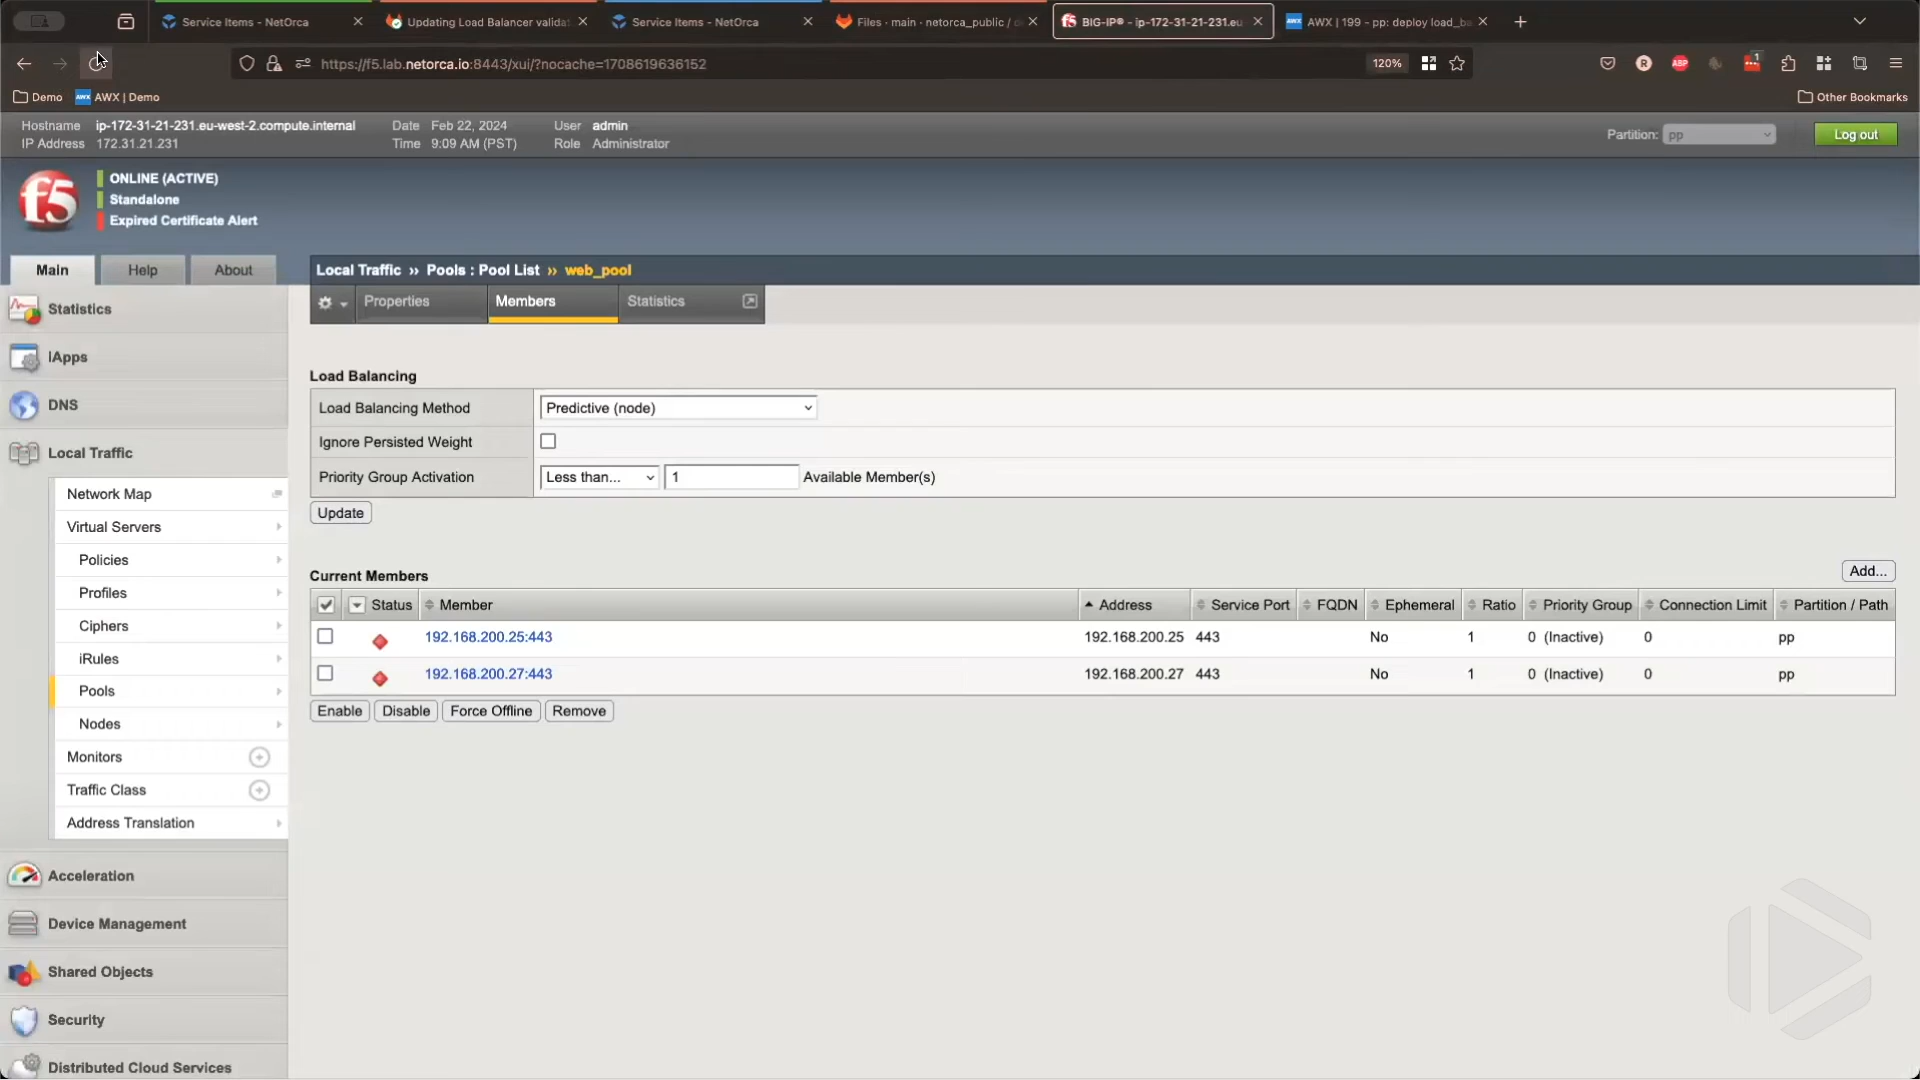 Service Items - NetOrca
Updating Load Balancer validat
Service Items - NetOrca
Files · main · netorca_public /
BIG-IP® - ip-172-31-21-231.eu
AWX | 199 - pp: deploy load_b
https://f5.lab.netorca.io:8443/xui/?nocache=1708619636152
120%
Demo
AWX | Demo
Other Bookmarks
Hostname ip-172-31-21-231.eu-west-2.compute.internal
Date Feb 22, 2024
User admin
IP Address 172.31.21.231
Time 9:09 AM (PST)
Role Administrator
Partition: pp
Log out
f5
ONLINE (ACTIVE)
Standalone
Expired Certificate Alert
Main
Help
About
Local Traffic ›› Pools : Pool List ›› web_pool
Properties
Members
Statistics
Statistics
iApps
DNS
Local Traffic
Network Map
Virtual Servers
Policies
Profiles
Ciphers
iRules
Pools
Nodes
Monitors
Traffic Class
Address Translation
Acceleration
Device Management
Shared Objects
Security
Distributed Cloud Services
Load Balancing
Load Balancing Method Predictive (node)
Ignore Persisted Weight
Priority Group Activation Less than... 1 Available Member(s)
Update
Current Members
Add...
Status Member Address Service Port FQDN Ephemeral Ratio Priority Group Connection Limit Partition / Path
192.168.200.25:443 192.168.200.25 443 No 1 0 (Inactive) 0 pp
192.168.200.27:443 192.168.200.27 443 No 1 0 (Inactive) 0 pp
Enable Disable Force Offline Remove